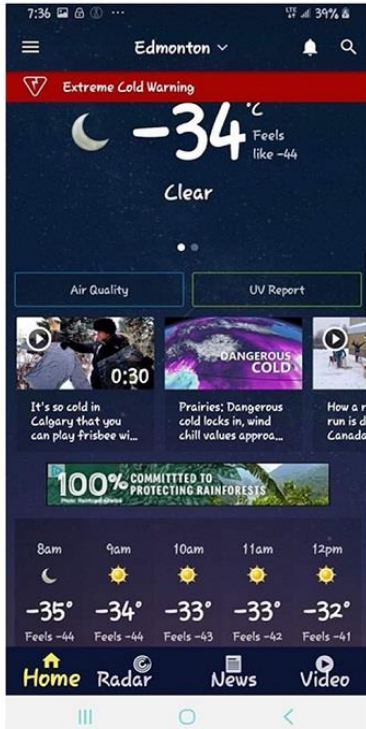 7:36 ··· LTE 39%
Edmonton
Extreme Cold Warning
-34°C
Feels
like -44
Clear
Air Quality
UV Report
0:30
It's so cold in
Calgary that you
can play frisbee wi...
DANGEROUS
COLD
Prairies: Dangerous
cold locks in, wind
chill values approa...
How a r
run is d
Canada
100% COMMITTTED TO
PROTECTING RAINFORESTS
8am 9am 10am 11am 12pm
-35° -34° -33° -33° -32°
Feels -44 Feels -44 Feels -43 Feels -42 Feels -41
Home Radar News Video